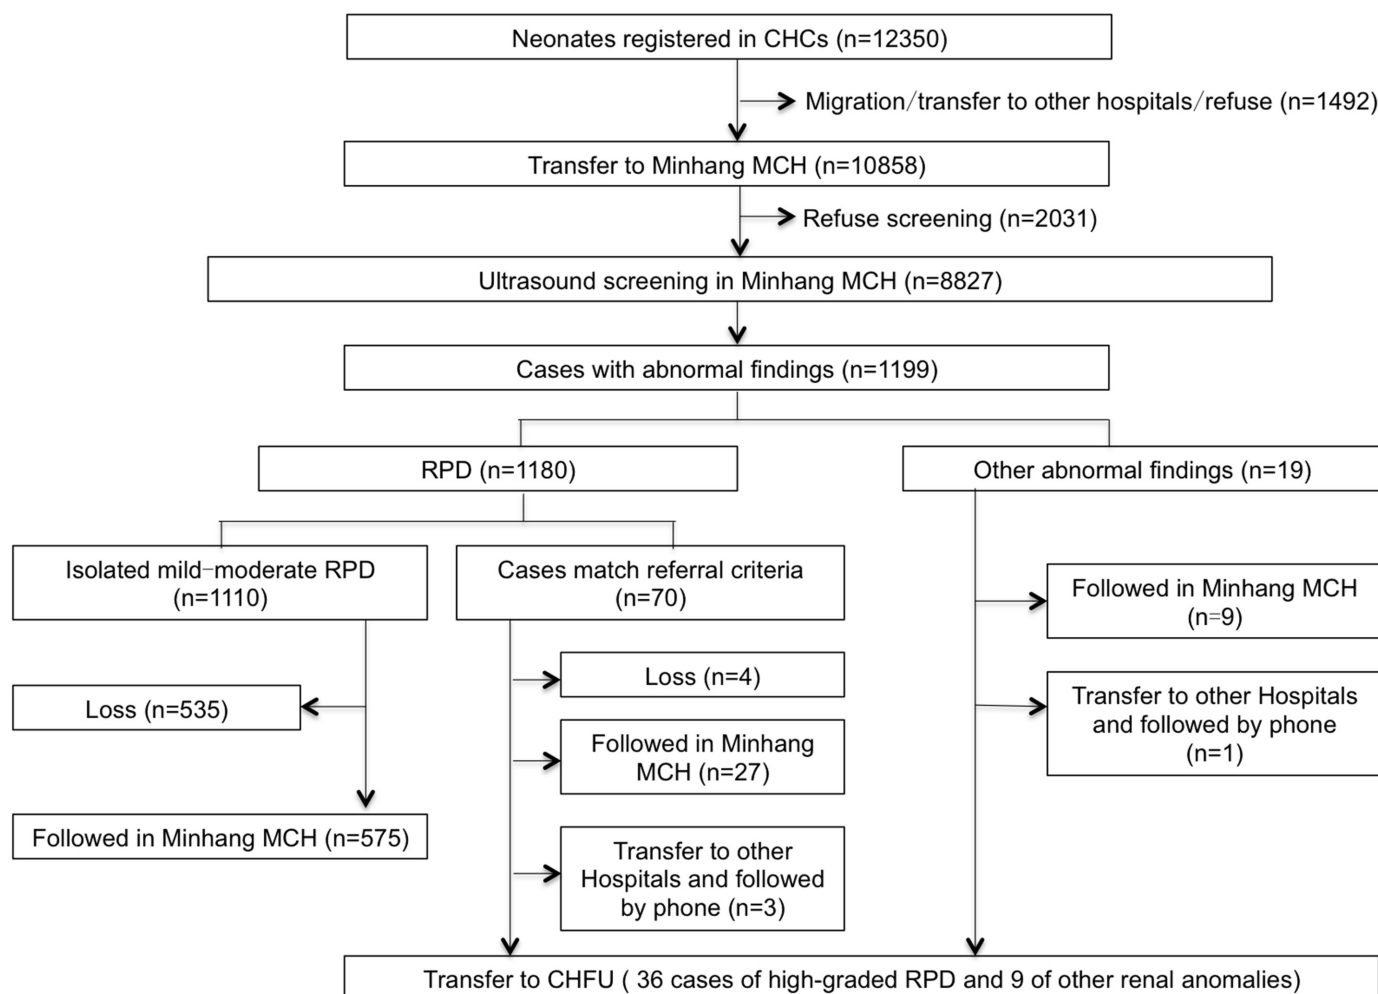 Neonates registered in CHCs (n=12350)
Migration/transfer to other hospitals/refuse (n=1492)
Transfer to Minhang MCH (n=10858)
Refuse screening (n=2031)
Ultrasound screening in Minhang MCH (n=8827)
Cases with abnormal findings (n=1199)
RPD (n=1180)
Other abnormal findings (n=19)
Isolated mild-moderate RPD
(n=1110)
Cases match referral criteria
(n=70)
Followed in Minhang MCH
(n=9)
Loss (n=4)
Loss (n=535)
Transfer to other Hospitals
and followed by phone
(n=1)
Followed in Minhang
MCH (n=27)
Followed in Minhang MCH (n=575)
Transfer to other
Hospitals and followed
by phone (n=3)
Transfer to CHFU ( 36 cases of high-graded RPD and 9 of other renal anomalies)